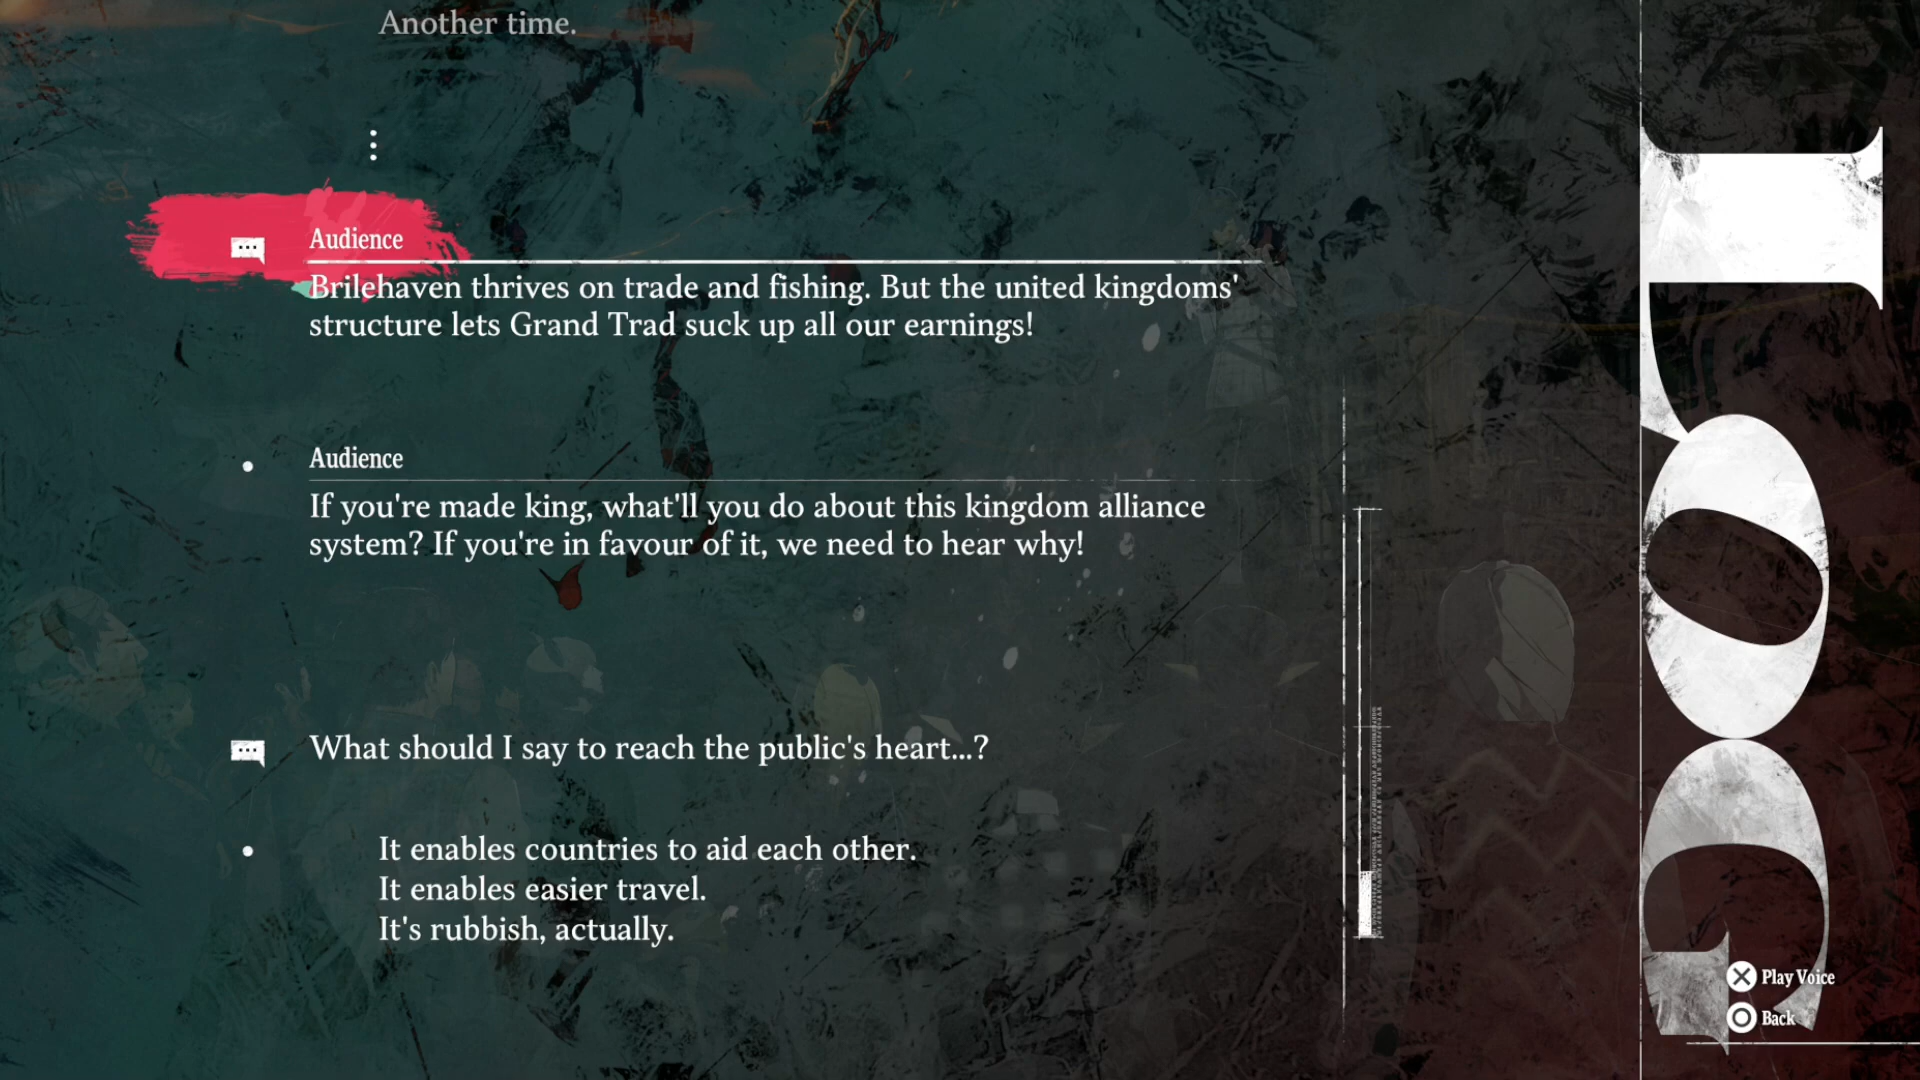 Another time.
Audience
Brilehaven thrives on trade and fishing. But the united kingdoms'
structure lets Grand Trad suck up all our earnings!
Audience
If you're made king, what'll you do about this kingdom alliance
system? If you're in favour of it, we need to hear why!
What should I say to reach the public's heart...?
It enables countries to aid each other.
It enables easier travel.
It's rubbish, actually.
LOG
Play Voice
Back